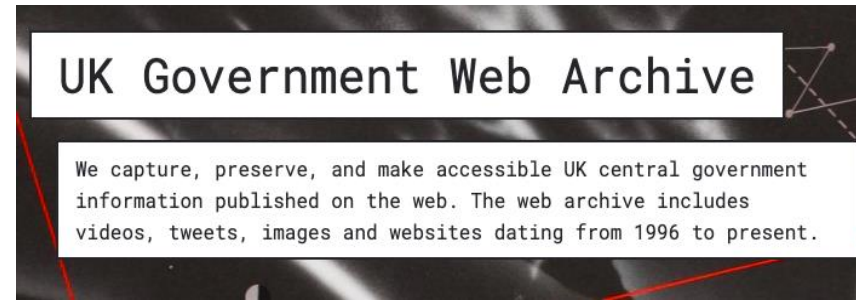 UK Government Web Archive
We capture, preserve, and make accessible UK central government
information published on the web. The web archive includes
videos, tweets, images and websites dating from 1996 to present.